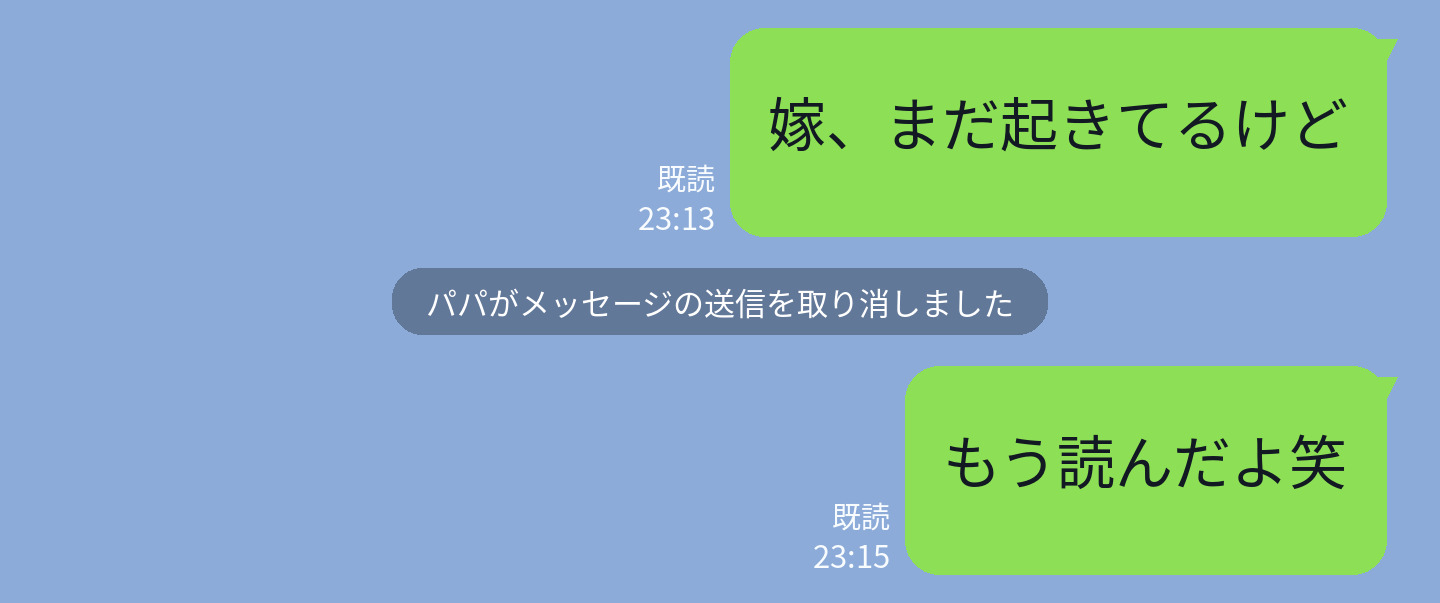 嫁、まだ起きてるけど
既読
23:13
パパがメッセージの送信を取り消しました
もう読んだよ笑
既読
23:15